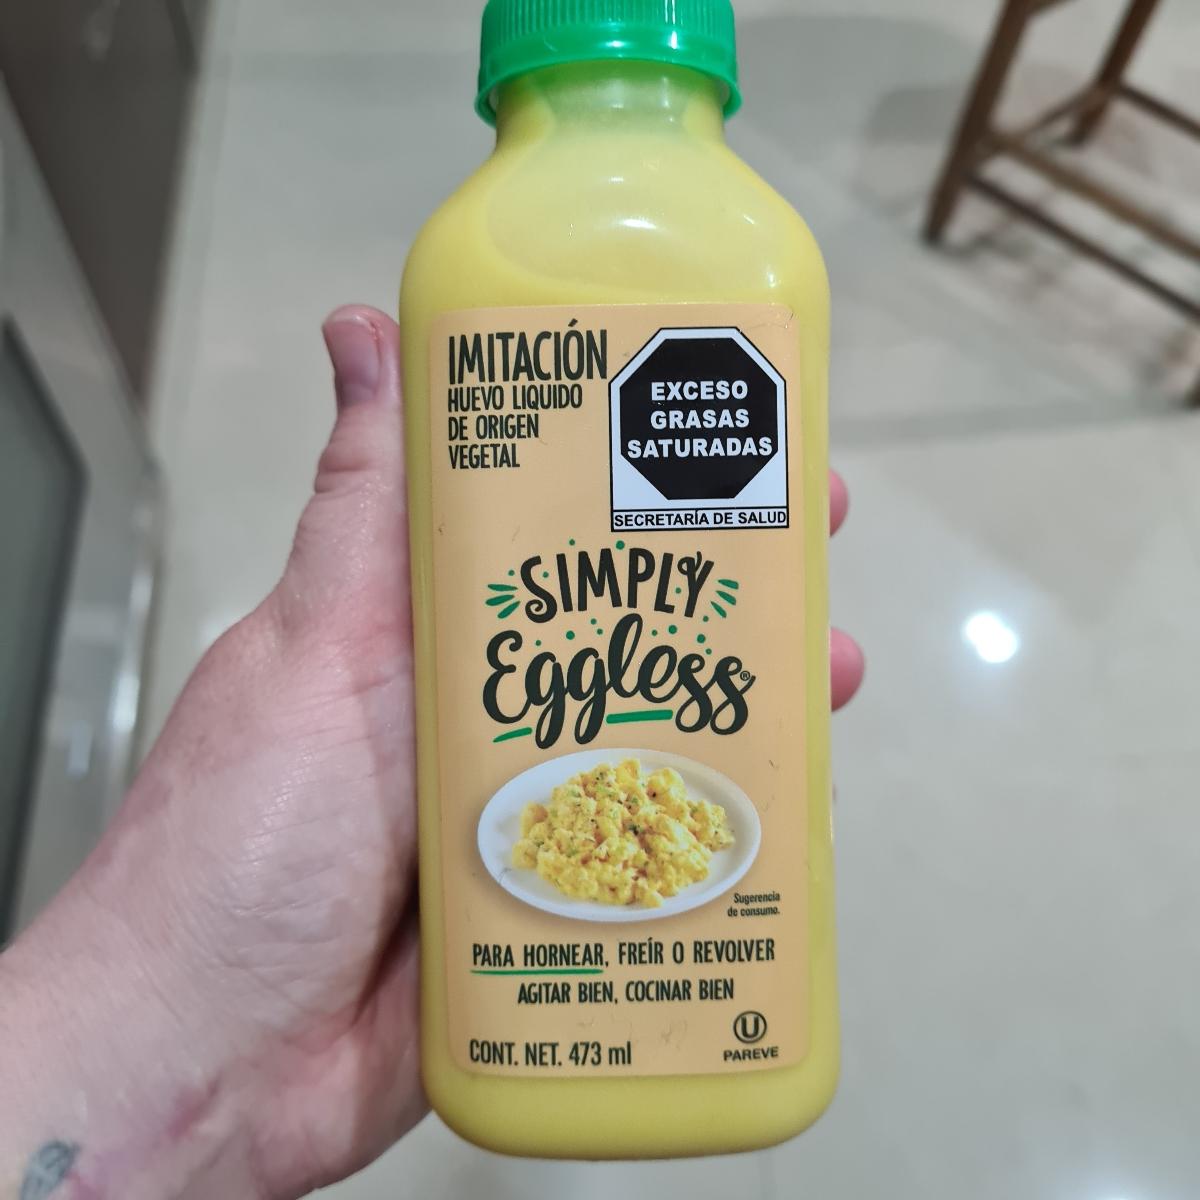 IMITACIÓN
HUEVO LIQUIDO
DE ORIGEN
VEGETAL
EXCESO
GRASAS
SATURADAS
SECRETARÍA DE SALUD
SIMPLY
Eggless®
Sugerencia
de consumo.
PARA HORNEAR, FREÍR O REVOLVER
AGITAR BIEN, COCINAR BIEN
CONT. NET. 473 ml
U
PAREVE